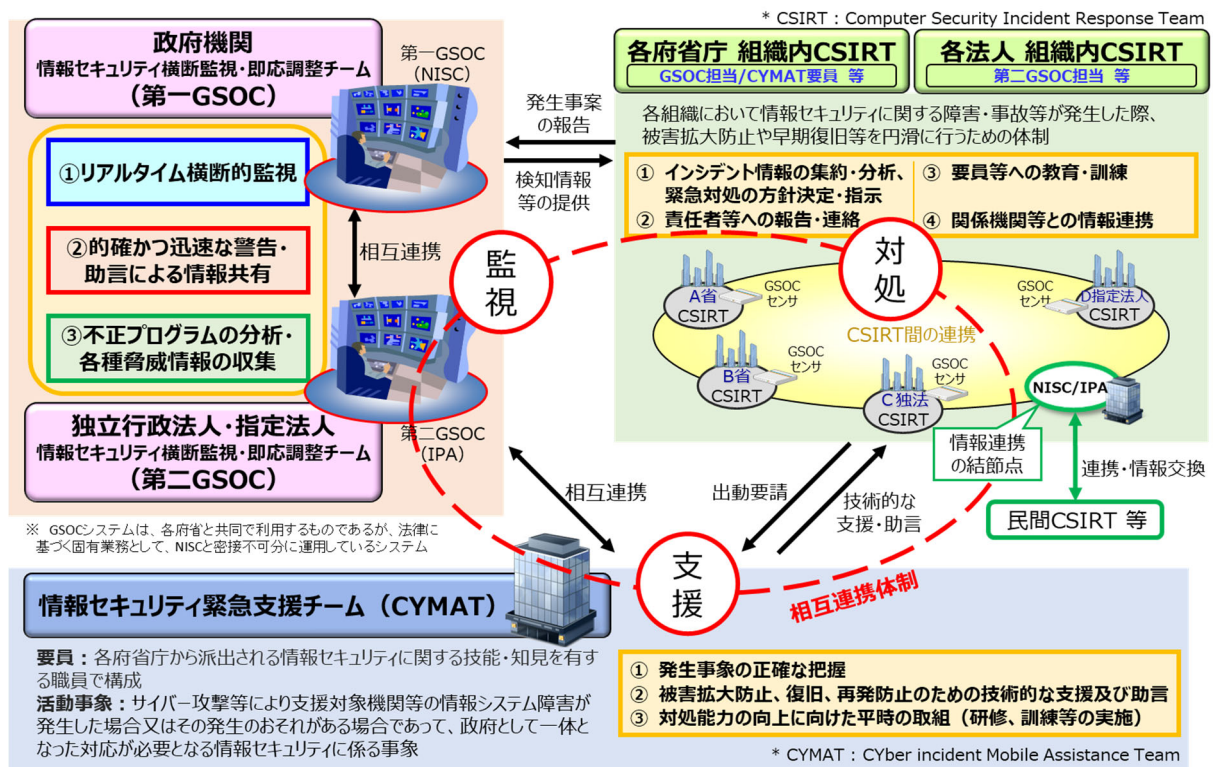 * CSIRT：Computer Security Incident Response Team
政府機関
情報セキュリティ横断監視・即応調整チーム
（第一GSOC）
第一GSOC
(NISC)
①リアルタイム横断的監視
②的確かつ迅速な警告・
助言による情報共有
③不正プログラムの分析・
各種脅威情報の収集
相互連携
独立行政法人・指定法人
情報セキュリティ横断監視・即応調整チーム
（第二GSOC）
第二GSOC
(IPA)
※　GSOCシステムは、各府省と共同で利用するものであるが、法律に
基づく固有業務として、NISCと密接不可分に運用しているシステム
発生事案
の報告
検知情報
等の提供
監視
各府省庁 組織内CSIRT
GSOC担当/CYMAT要員 等
各法人 組織内CSIRT
第二GSOC担当 等
各組織において情報セキュリティに関する障害・事故等が発生した際、
被害拡大防止や早期復旧等を円滑に行うための体制
① インシデント情報の集約・分析、
緊急対処の方針決定・指示
② 責任者等への報告・連絡
③ 要員等への教育・訓練
④ 関係機関等との情報連携
対処
A省
CSIRT
GSOC
センサ
B省
CSIRT
GSOC
センサ
CSIRT間の連携
C独法
CSIRT
GSOC
センサ
D指定法人
CSIRT
GSOC
センサ
NISC/IPA
情報連携
の結節点
連携・情報交換
民間CSIRT 等
相互連携
出動要請
技術的な
支援・助言
支援
相互連携体制
情報セキュリティ緊急支援チーム（CYMAT）
要員：各府省庁から派出される情報セキュリティに関する技能・知見を有す
る職員で構成
活動事象：サイバー攻撃等により支援対象機関等の情報システム障害が
発生した場合又はその発生のおそれがある場合であって、政府として一体と
なった対応が必要となる情報セキュリティに係る事象
① 発生事象の正確な把握
② 被害拡大防止、復旧、再発防止のための技術的な支援及び助言
③ 対処能力の向上に向けた平時の取組（研修、訓練等の実施）
* CYMAT：CYber incident Mobile Assistance Team